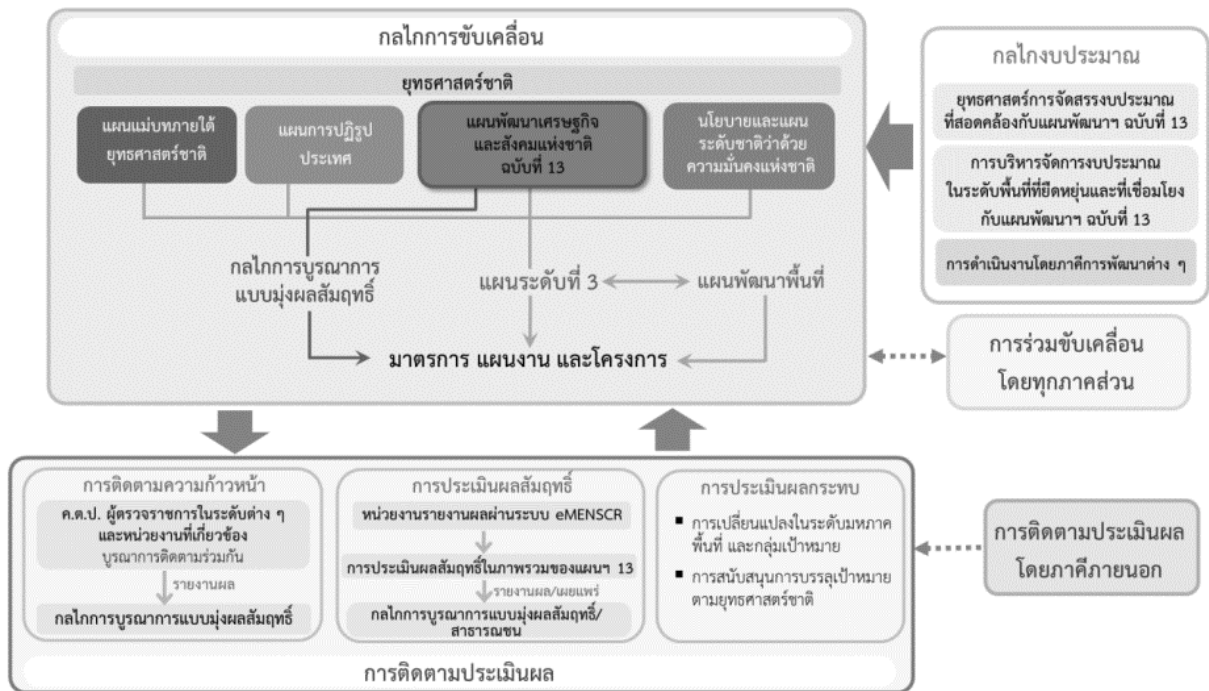 กลไกการขับเคลื่อน
ยุทธศาสตร์ชาติ
แผนแม่บทภายใต้
ยุทธศาสตร์ชาติ
แผนการปฏิรูป
ประเทศ
แผนพัฒนาเศรษฐกิจ
และสังคมแห่งชาติ
ฉบับที่ 13
นโยบายและแผน
ระดับชาติว่าด้วย
ความมั่นคงแห่งชาติ
กลไกการบูรณาการ
แบบมุ่งผลสัมฤทธิ์
แผนระดับที่ 3
แผนพัฒนาพื้นที่
มาตรการ แผนงาน และโครงการ
กลไกงบประมาณ
ยุทธศาสตร์การจัดสรรงบประมาณ
ที่สอดคล้องกับแผนพัฒนาฯ ฉบับที่ 13
การบริหารจัดการงบประมาณ
ในระดับพื้นที่ที่ยืดหยุ่นและที่เชื่อมโยง
กับแผนพัฒนาฯ ฉบับที่ 13
การดำเนินงานโดยภาคีการพัฒนาต่าง ๆ
การร่วมขับเคลื่อน
โดยทุกภาคส่วน
การติดตามความก้าวหน้า
ค.ต.ป. ผู้ตรวจราชการในระดับต่าง ๆ
และหน่วยงานที่เกี่ยวข้อง
บูรณาการติดตามร่วมกัน
รายงานผล
กลไกการบูรณาการแบบมุ่งผลสัมฤทธิ์
การประเมินผลสัมฤทธิ์
หน่วยงานรายงานผลผ่านระบบ eMENSCR
การประเมินผลสัมฤทธิ์ในภาพรวมของแผนฯ 13
รายงานผล/เผยแพร่
กลไกการบูรณาการแบบมุ่งผลสัมฤทธิ์/
สาธารณชน
การประเมินผลกระทบ
▪ การเปลี่ยนแปลงในระดับมหภาค
พื้นที่ และกลุ่มเป้าหมาย
▪ การสนับสนุนการบรรลุเป้าหมาย
ตามยุทธศาสตร์ชาติ
การติดตามประเมินผล
การติดตามประเมินผล
โดยภาคีภายนอก